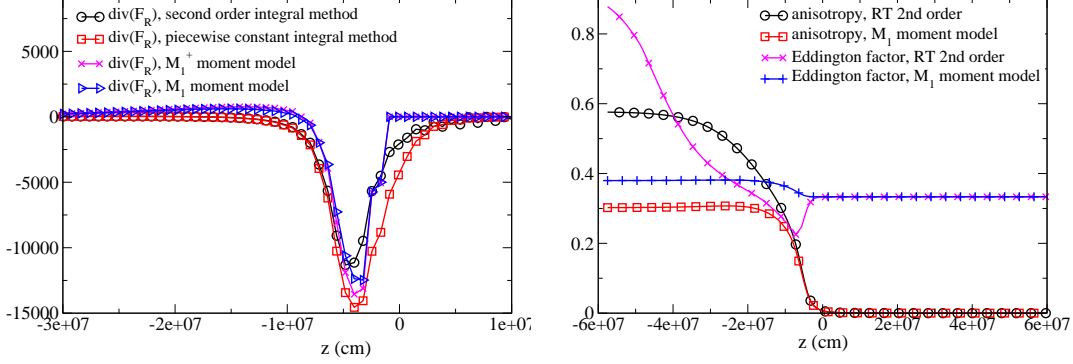 div(F_R), second order integral method
div(F_R), piecewise constant integral method
div(F_R), M_1^+ moment model
div(F_R), M_1 moment model
5000
0
-5000
-10000
-15000
-3e+07
-2e+07
-1e+07
0
1e+07
z (cm)
anisotropy, RT 2nd order
anisotropy, M_1 moment model
Eddington factor, RT 2nd order
Eddington factor, M_1 moment model
0.8
0.6
0.4
0.2
0
-6e+07
-4e+07
-2e+07
0
2e+07
4e+07
6e+07
z (cm)